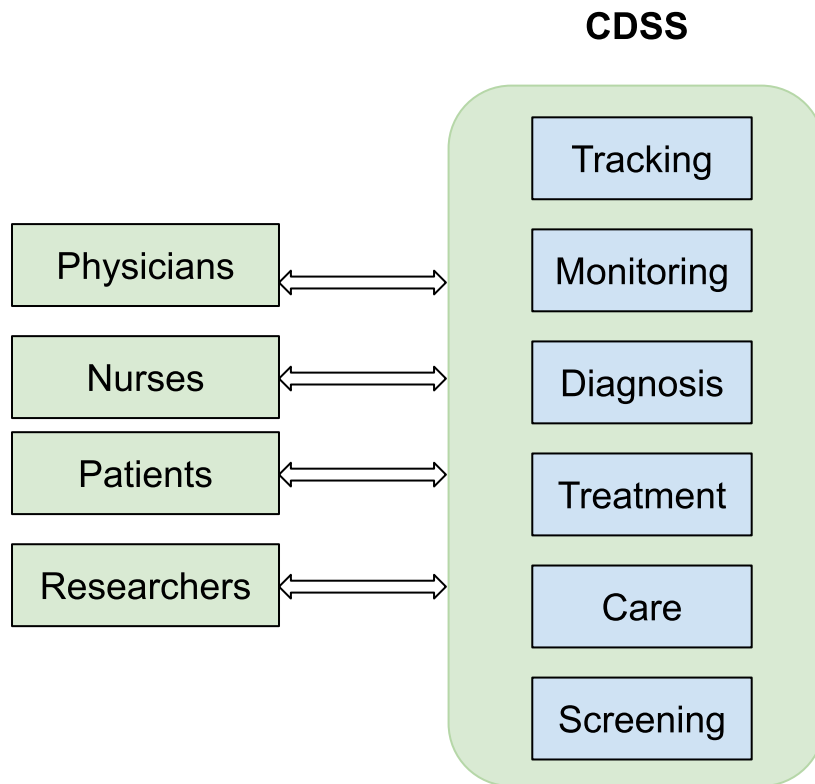 CDSS
Physicians
Nurses
Patients
Researchers
Tracking
Monitoring
Diagnosis
Treatment
Care
Screening